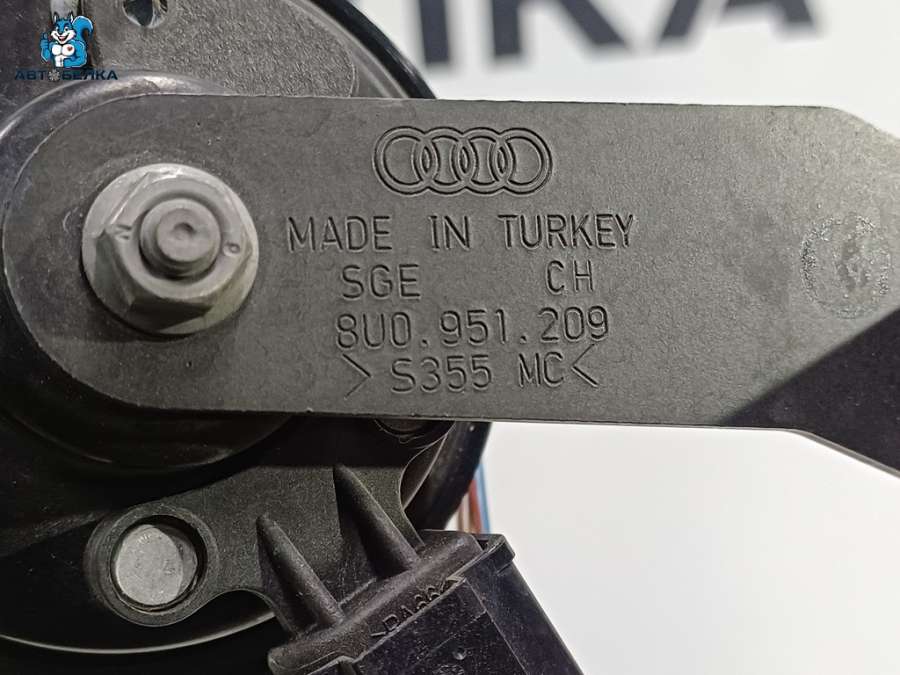 АВТОБЕЛКА
MADE IN TURKEY
SGE CH
8U0.951.209
>S355 MC<